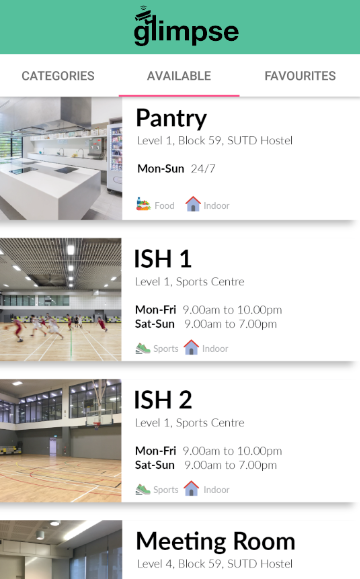 glimpse
CATEGORIES AVAILABLE FAVOURITES
Pantry
Level 1, Block 59, SUTD Hostel
Mon-Sun 24/7
Food Indoor
ISH 1
Level 1, Sports Centre
Mon-Fri 9.00am to 10.00pm
Sat-Sun 9.00am to 7.00pm
Sports Indoor
ISH 2
Level 1, Sports Centre
Mon-Fri 9.00am to 10.00pm
Sat-Sun 9.00am to 7.00pm
Sports Indoor
Meeting Room
Level 4, Block 59, SUTD Hostel